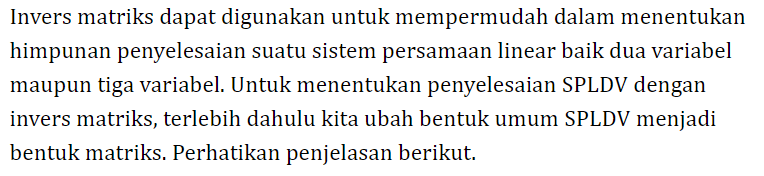 Invers matriks dapat digunakan untuk mempermudah dalam menentukan
himpunan penyelesaian suatu sistem persamaan linear baik dua variabel
maupun tiga variabel. Untuk menentukan penyelesaian SPLDV dengan
invers matriks, terlebih dahulu kita ubah bentuk umum SPLDV menjadi
bentuk matriks. Perhatikan penjelasan berikut.